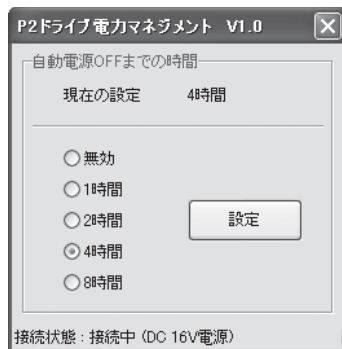 P2ドライブ電力マネジメント V1.0
自動電源OFFまでの時間
現在の設定 4時間
無効
1時間
2時間
設定
4時間
8時間
接続状態：接続中 (DC 16V電源)